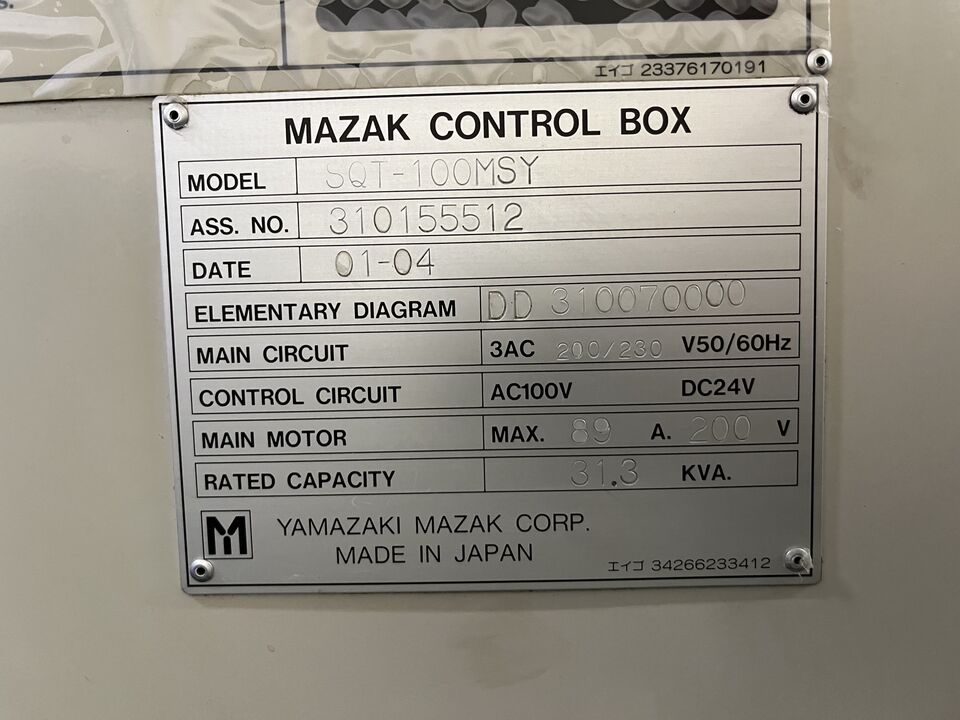 s.
エイゴ 23376170191
MAZAK CONTROL BOX
MODEL SQT-100MSY
ASS. NO. 310155512
DATE 01-04
ELEMENTARY DIAGRAM DD 310070000
MAIN CIRCUIT 3AC 200/230 V50/60Hz
CONTROL CIRCUIT AC100V DC24V
MAIN MOTOR MAX. 89 A. 200 V
RATED CAPACITY 31.3 KVA.
M YAMAZAKI MAZAK CORP.
MADE IN JAPAN
エイゴ 34266233412